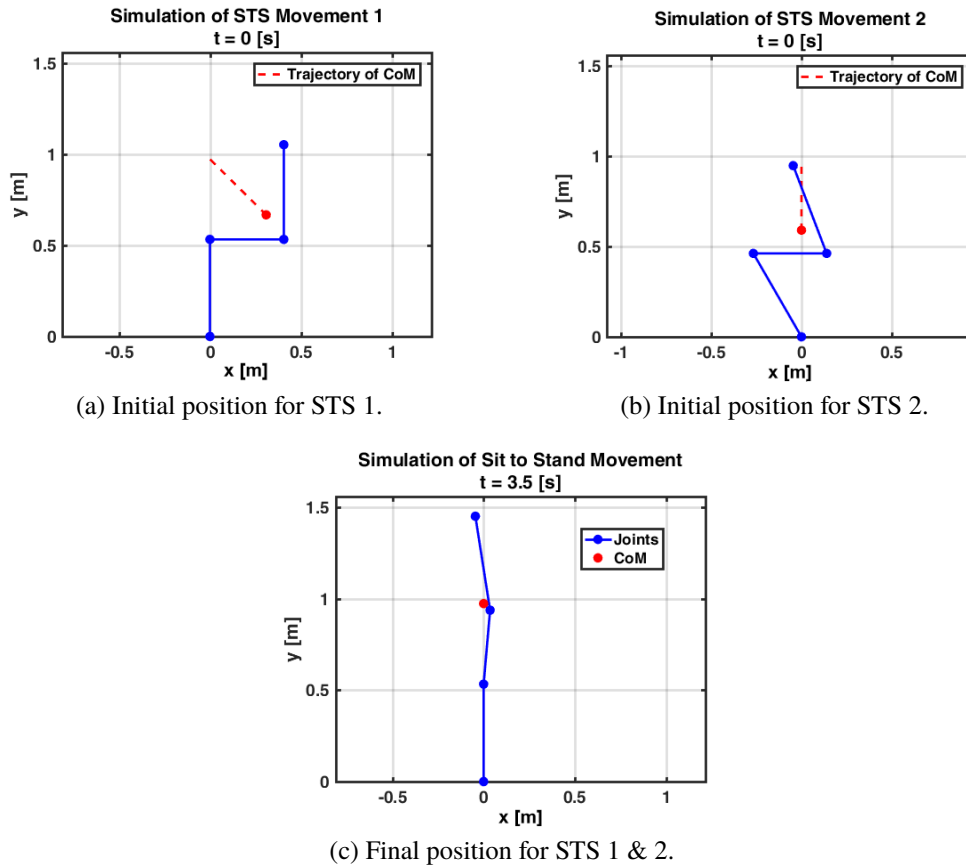 Simulation of STS Movement 1
t = 0 [s]
1.5
1
0.5
0
y [m]
Trajectory of CoM
-0.5
0
0.5
1
x [m]
(a) Initial position for STS 1.
Simulation of STS Movement 2
t = 0 [s]
1.5
1
0.5
0
y [m]
Trajectory of CoM
-1
-0.5
0
0.5
x [m]
(b) Initial position for STS 2.
Simulation of Sit to Stand Movement
t = 3.5 [s]
1.5
1
0.5
0
y [m]
Joints
CoM
-0.5
0
0.5
1
x [m]
(c) Final position for STS 1 & 2.